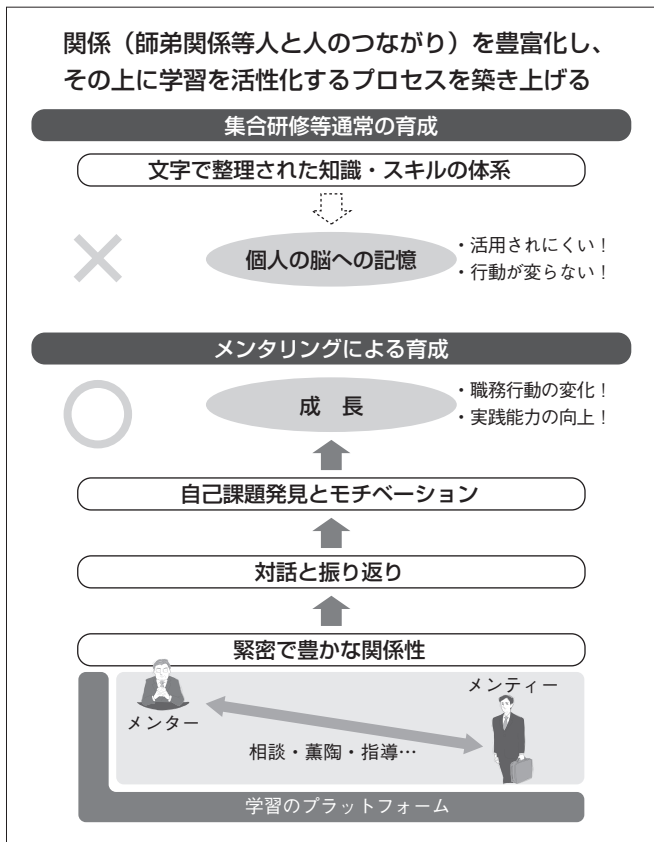 関係（師弟関係等人と人のつながり）を豊富化し、
その上に学習を活性化するプロセスを築き上げる
集合研修等通常の育成
文字で整理された知識・スキルの体系
個人の脳への記憶
・活用されにくい！
・行動が変らない！
メンタリングによる育成
成　長
・職務行動の変化！
・実践能力の向上！
自己課題発見とモチベーション
対話と振り返り
緊密で豊かな関係性
メンター
メンティー
相談・薫陶・指導…
学習のプラットフォーム